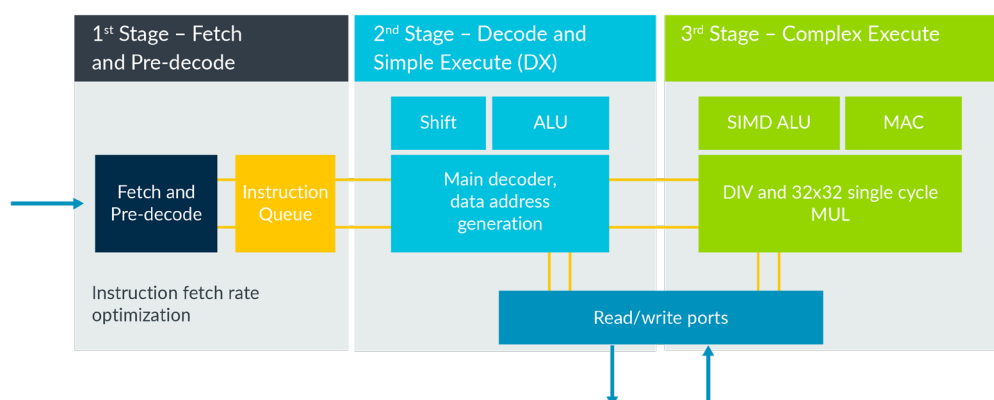 1st Stage – Fetch
and Pre-decode
2nd Stage – Decode and
Simple Execute (DX)
3rd Stage – Complex Execute
Shift
ALU
SIMD ALU
MAC
Fetch and
Pre-decode
Instruction
Queue
Main decoder,
data address
generation
DIV and 32x32 single cycle
MUL
Instruction fetch rate
optimization
Read/write ports